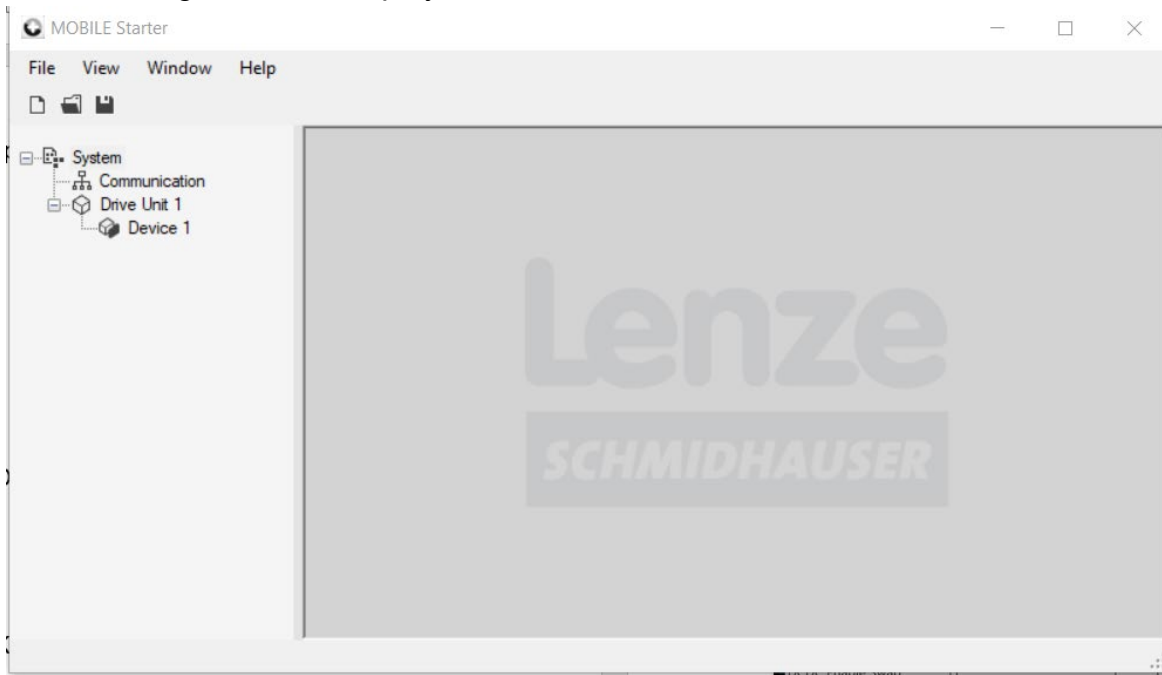 MOBILE Starter
File View Window Help
System
Communication
Drive Unit 1
Device 1
Lenze
SCHMIDHAUSER